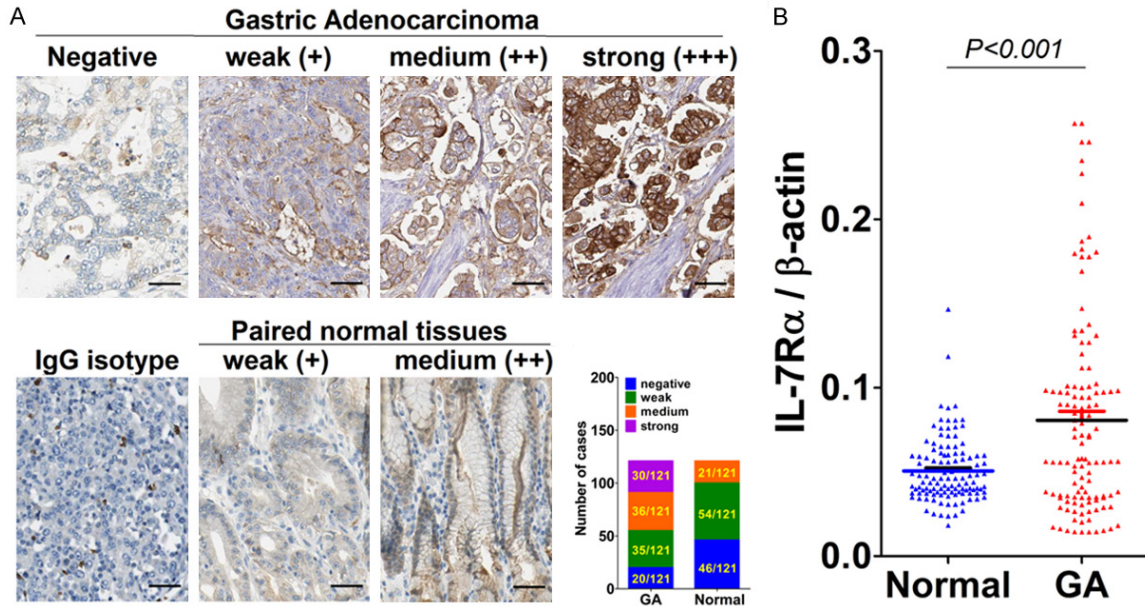 A
Gastric Adenocarcinoma
Negative
weak (+)
medium (++)
strong (+++)
Paired normal tissues
IgG isotype
weak (+)
medium (++)
Number of cases
200
150
100
50
0
negative
weak
medium
strong
30/121
36/121
35/121
20/121
21/121
54/121
46/121
GA
Normal
B
IL-7Rα / β-actin
0.3
0.2
0.1
0.0
P<0.001
Normal
GA